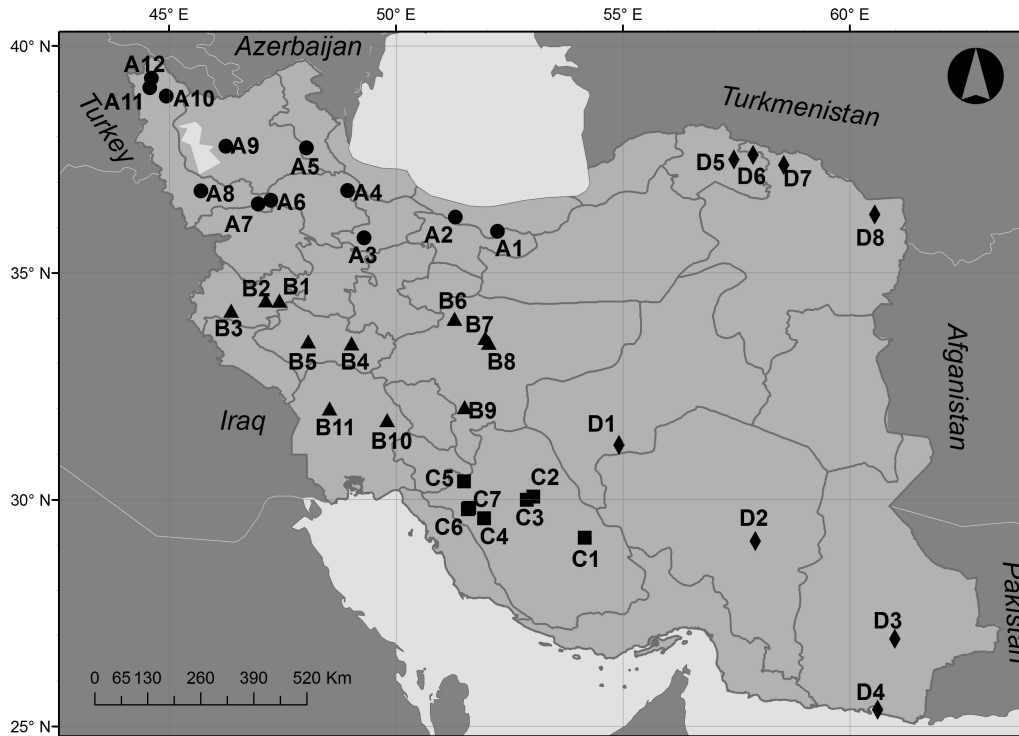 45° E 50° E 55° E 60° E
40° N
Azerbaijan
A12
A11 A10
Turkey
Turkmenistan
A9 A5
D5 D6 D7
A8 A6 A4
A7
A2 A1
A3
D8
35° N
B2 B1 B6
B3 B7
B5 B4 B8
Afganistan
Iraq
B11 B10 B9
D1
C5 C7 C2
30° N
C6 C4 C3
D2
C1
Pakistan
D3
0 65 130 260 390 520 Km
D4
25° N